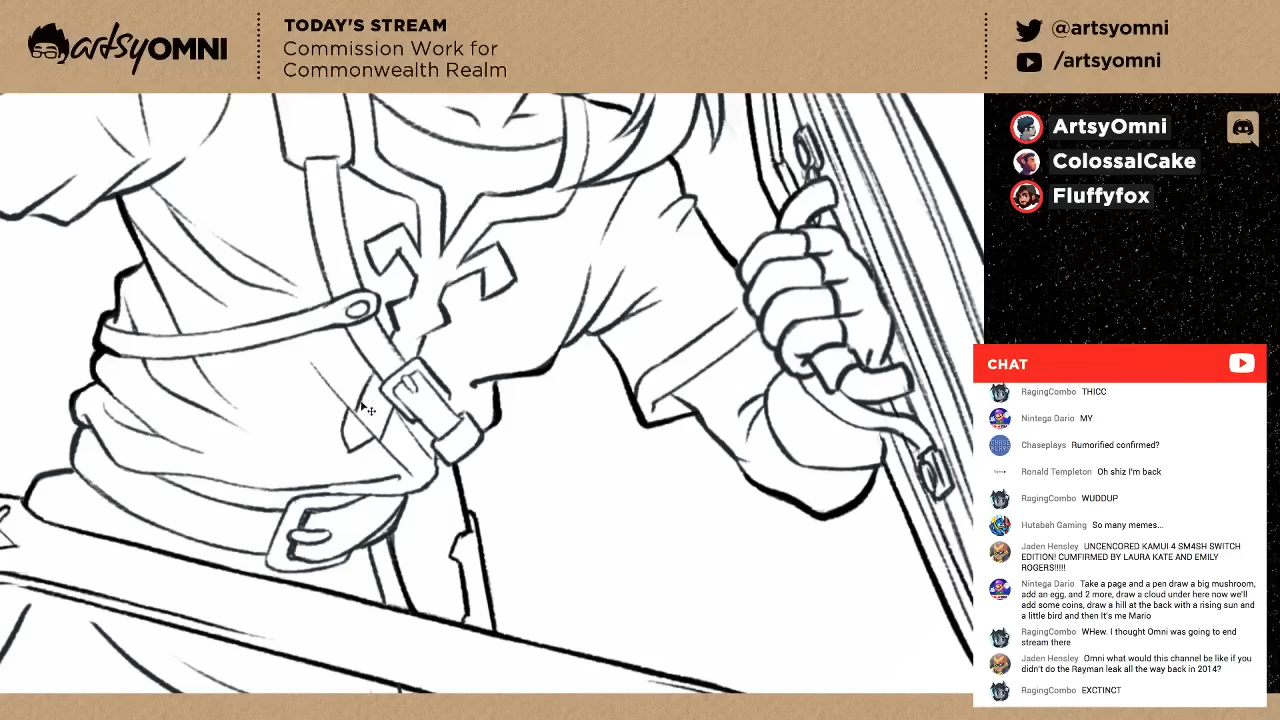 artsyOMNI
TODAY'S STREAM
Commission Work for
Commonwealth Realm
@artsyomni
/artsyomni
ArtsyOmni
ColossalCake
Fluffyfox
CHAT
RagingCombo THICC
Nintega Dario MY
Chaseplays Rumorified confirmed?
Ronald Templeton Oh shiz I'm back
RagingCombo WUDDUP
Hutabah Gaming So many memes...
Jaden Hensley UNCENCORED KAMUI 4 SM4SH SWITCH
EDITION! CUMFIRMED BY LAURA KATE AND EMILY
ROGERS!!!!!
Nintega Dario Take a page and a pen draw a big mushroom,
add an egg, and 2 more, draw a cloud under here now we'll
add some coins, draw a hill at the back with a rising sun and
a little bird and then It's me Mario
RagingCombo WHew. I thought Omni was going to end
stream there
Jaden Hensley Omni what would this channel be like if you
didn't do the Rayman leak all the way back in 2014?
RagingCombo EXCTINCT